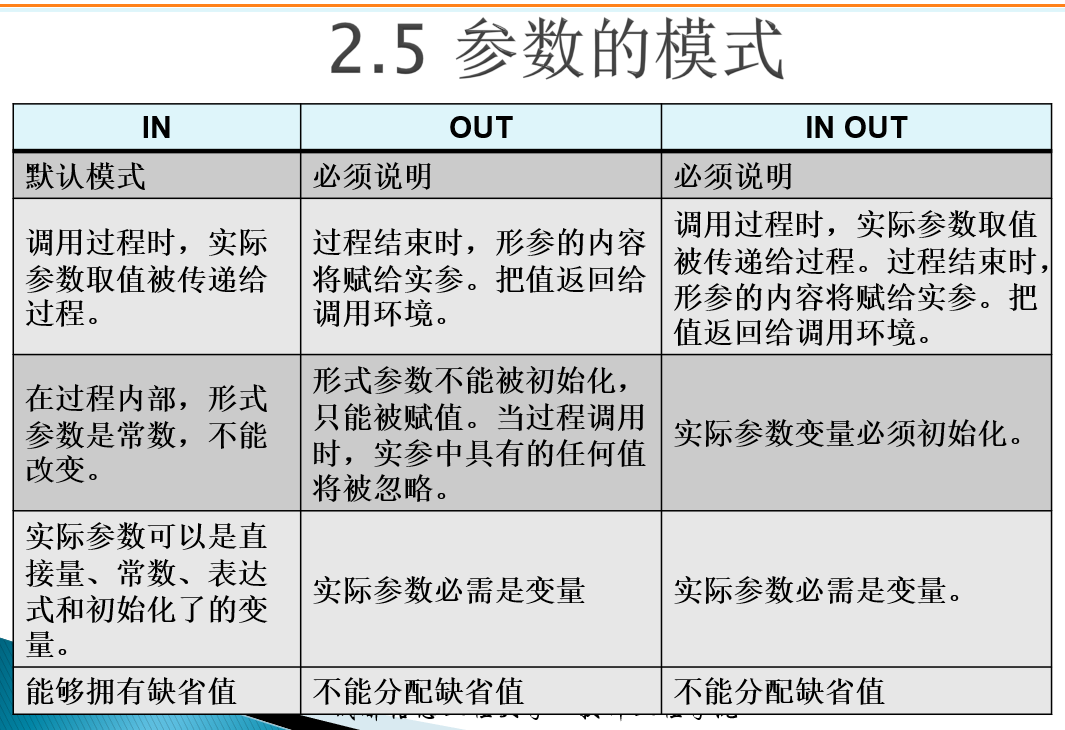 2.5 参数的模式
IN
OUT
IN OUT
默认模式
必须说明
必须说明
调用过程时，实际
参数取值被传递给
过程。
过程结束时，形参的内容
将赋给实参。把值返回给
调用环境。
调用过程时，实际参数取值
被传递给过程。过程结束时，
形参的内容将赋给实参。把
值返回给调用环境。
在过程内部，形式
参数是常数，不能
改变。
形式参数不能被初始化，
只能被赋值。当过程调用
时，实参中具有的任何值
将被忽略。
实际参数变量必须初始化。
实际参数可以是直
接量、常数、表达
式和初始化了的变
量。
实际参数必需是变量
实际参数必需是变量。
能够拥有缺省值
不能分配缺省值
不能分配缺省值